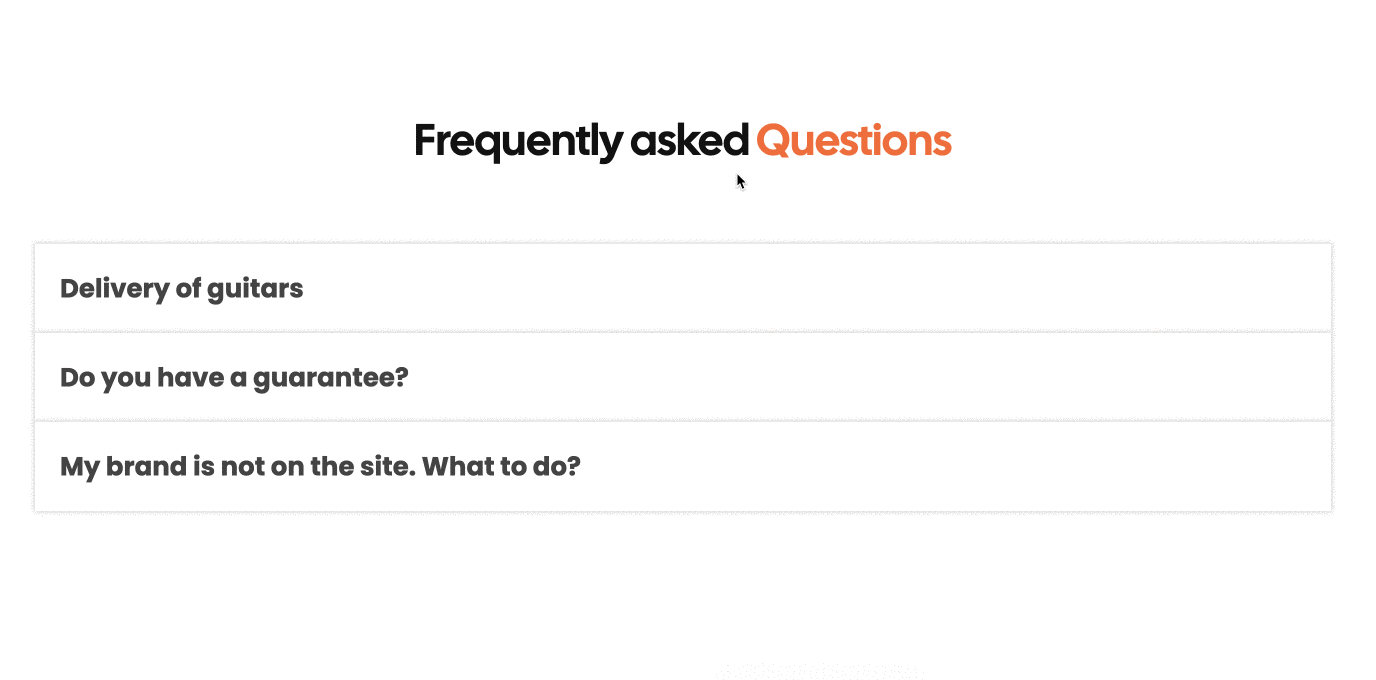 Frequently asked Questions
Delivery of guitars
Do you have a guarantee?
My brand is not on the site. What to do?